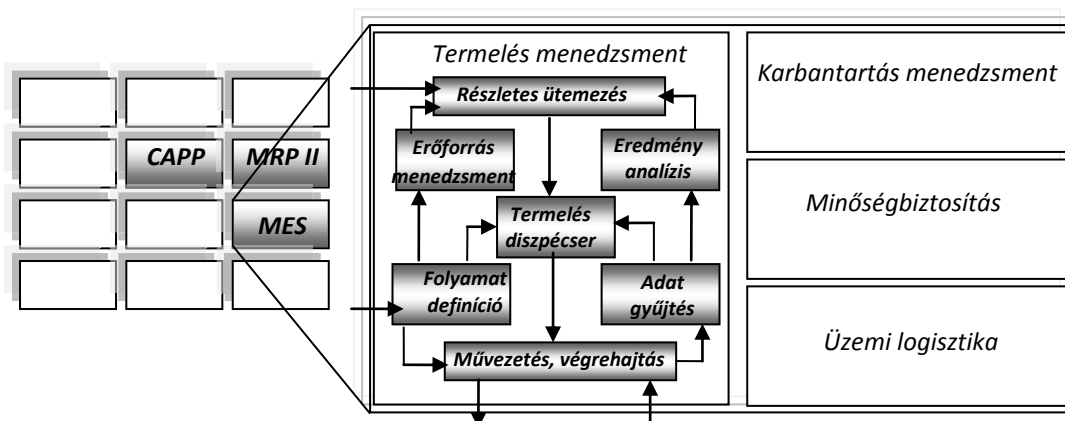 CAPP
MRP II
MES
Termelés menedzsment
Részletes ütemezés
Erőforrás
menedzsment
Eredmény
analízis
Termelés
diszpécser
Folyamat
definíció
Adat
gyűjtés
Művezetés, végrehajtás
Karbantartás menedzsment
Minőségbiztosítás
Üzemi logisztika